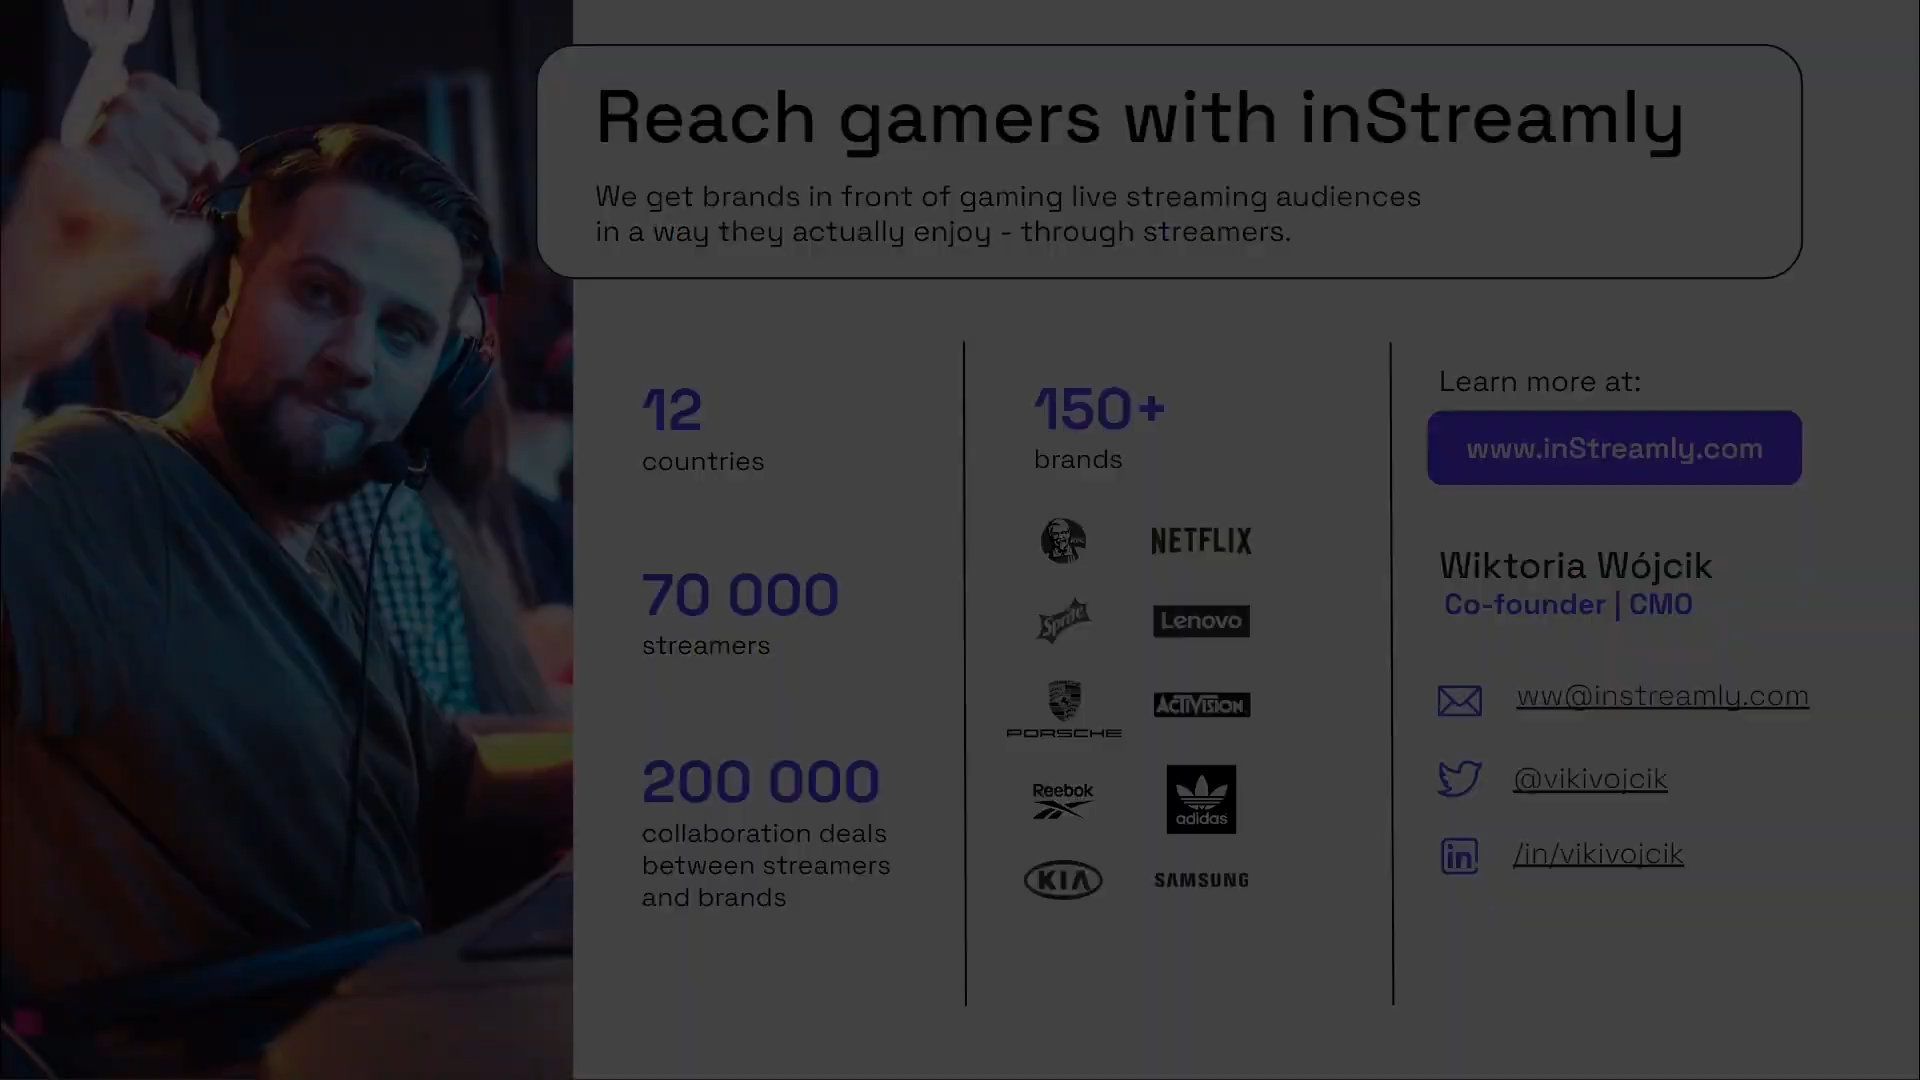 Reach gamers with inStreamly
We get brands in front of gaming live streaming audiences
in a way they actually enjoy - through streamers.
12
countries
70 000
streamers
200 000
collaboration deals
between streamers
and brands
150+
brands
NETFLIX
Sprite
Lenovo
PORSCHE
ACTIVISION
Reebok
adidas
KIA
SAMSUNG
Learn more at:
www.inStreamly.com
Wiktoria Wójcik
Co-founder | CMO
ww@instreamly.com
@vikivojcik
in
/in/vikivojcik